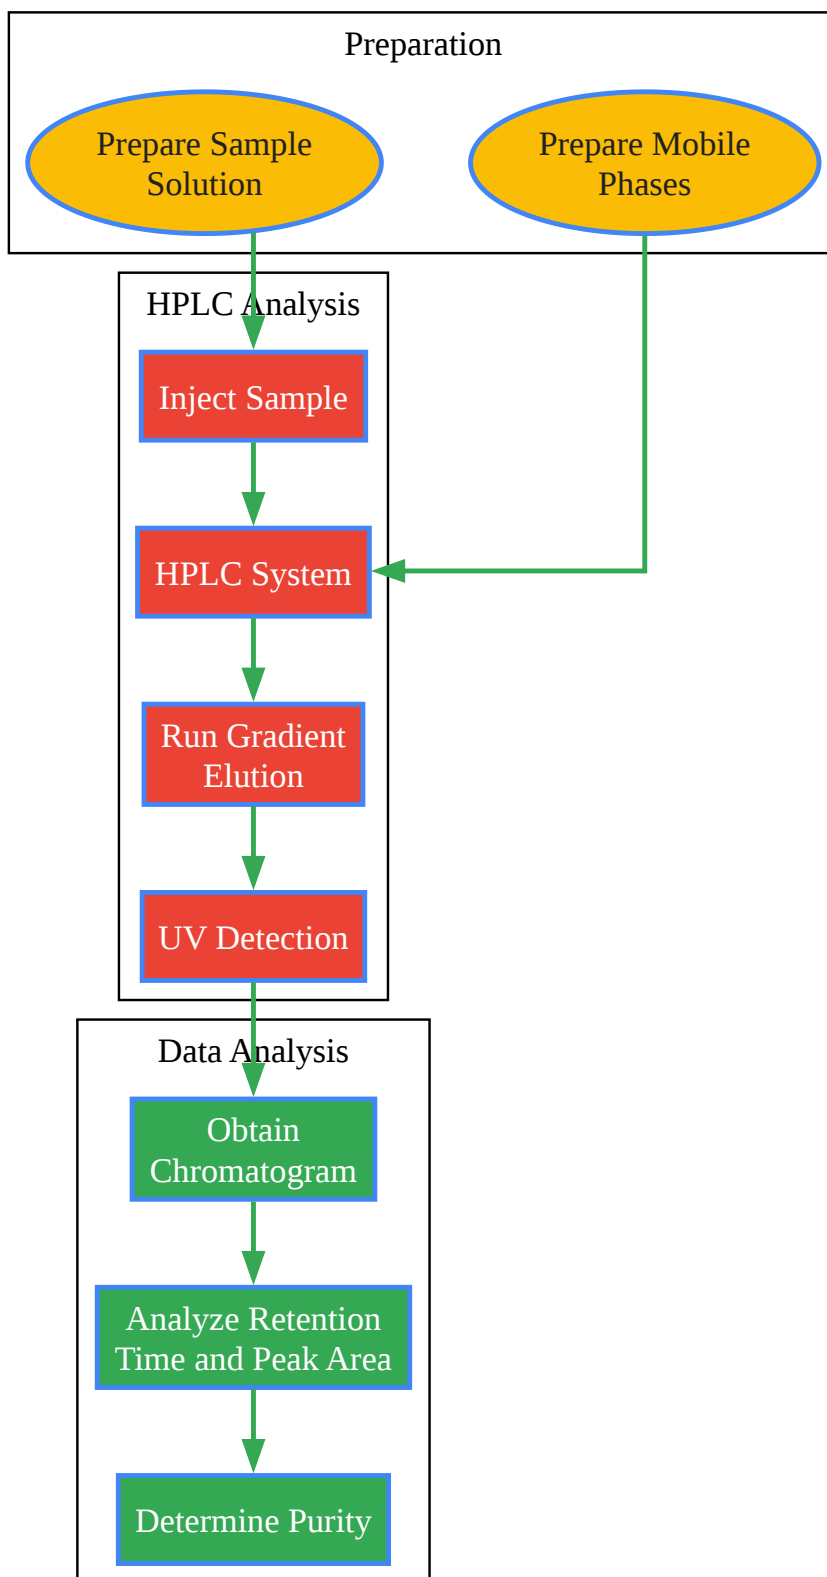 Preparation
Prepare Sample
Solution
Prepare Mobile
Phases
HPLC Analysis
Inject Sample
HPLC System
Run Gradient
Elution
UV Detection
Data Analysis
Obtain
Chromatogram
Analyze Retention
Time and Peak Area
Determine Purity